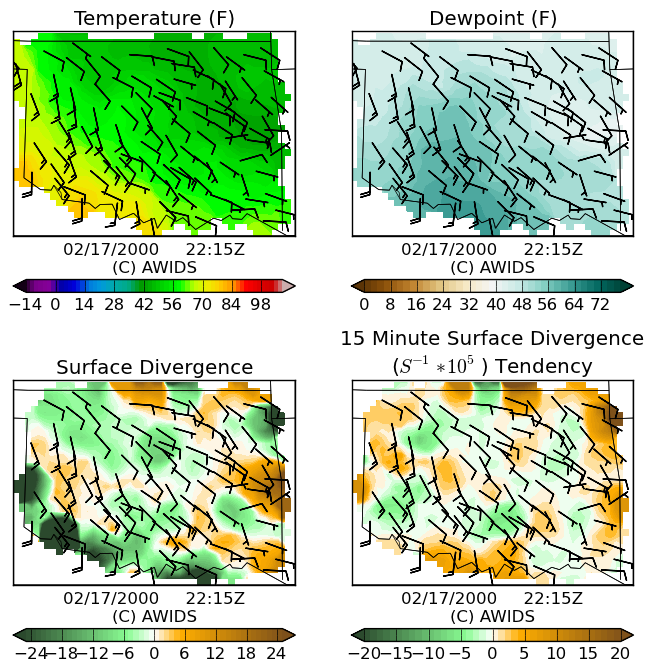 Temperature (F)
02/17/2000 22:15Z
(C) AWIDS
−14 0 14 28 42 56 70 84 98
Dewpoint (F)
02/17/2000 22:15Z
(C) AWIDS
0 8 16 24 32 40 48 56 64 72
Surface Divergence
02/17/2000 22:15Z
(C) AWIDS
−24 −18 −12 −6 0 6 12 18 24
15 Minute Surface Divergence
(S⁻¹ *10⁵ ) Tendency
02/17/2000 22:15Z
(C) AWIDS
−20 −15 −10 −5 0 5 10 15 20